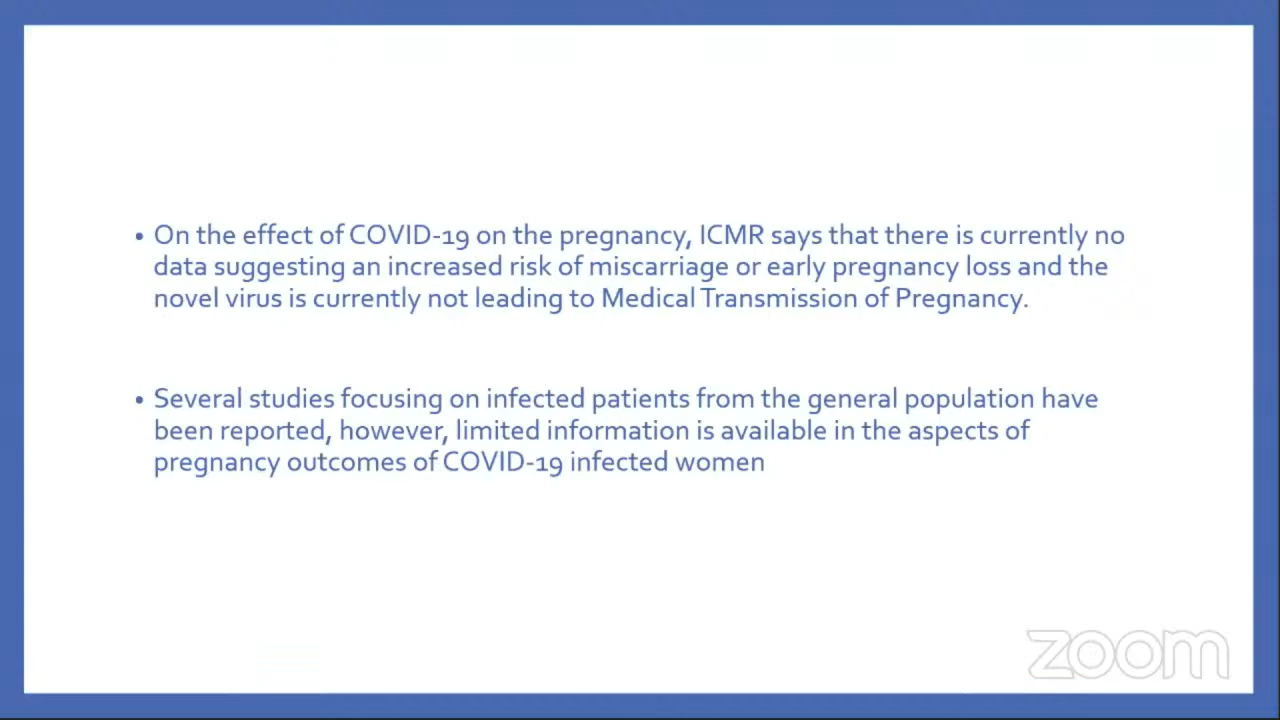 • On the effect of COVID-19 on the pregnancy, ICMR says that there is currently no
data suggesting an increased risk of miscarriage or early pregnancy loss and the
novel virus is currently not leading to Medical Transmission of Pregnancy.
• Several studies focusing on infected patients from the general population have
been reported, however, limited information is available in the aspects of
pregnancy outcomes of COVID-19 infected women
zoom